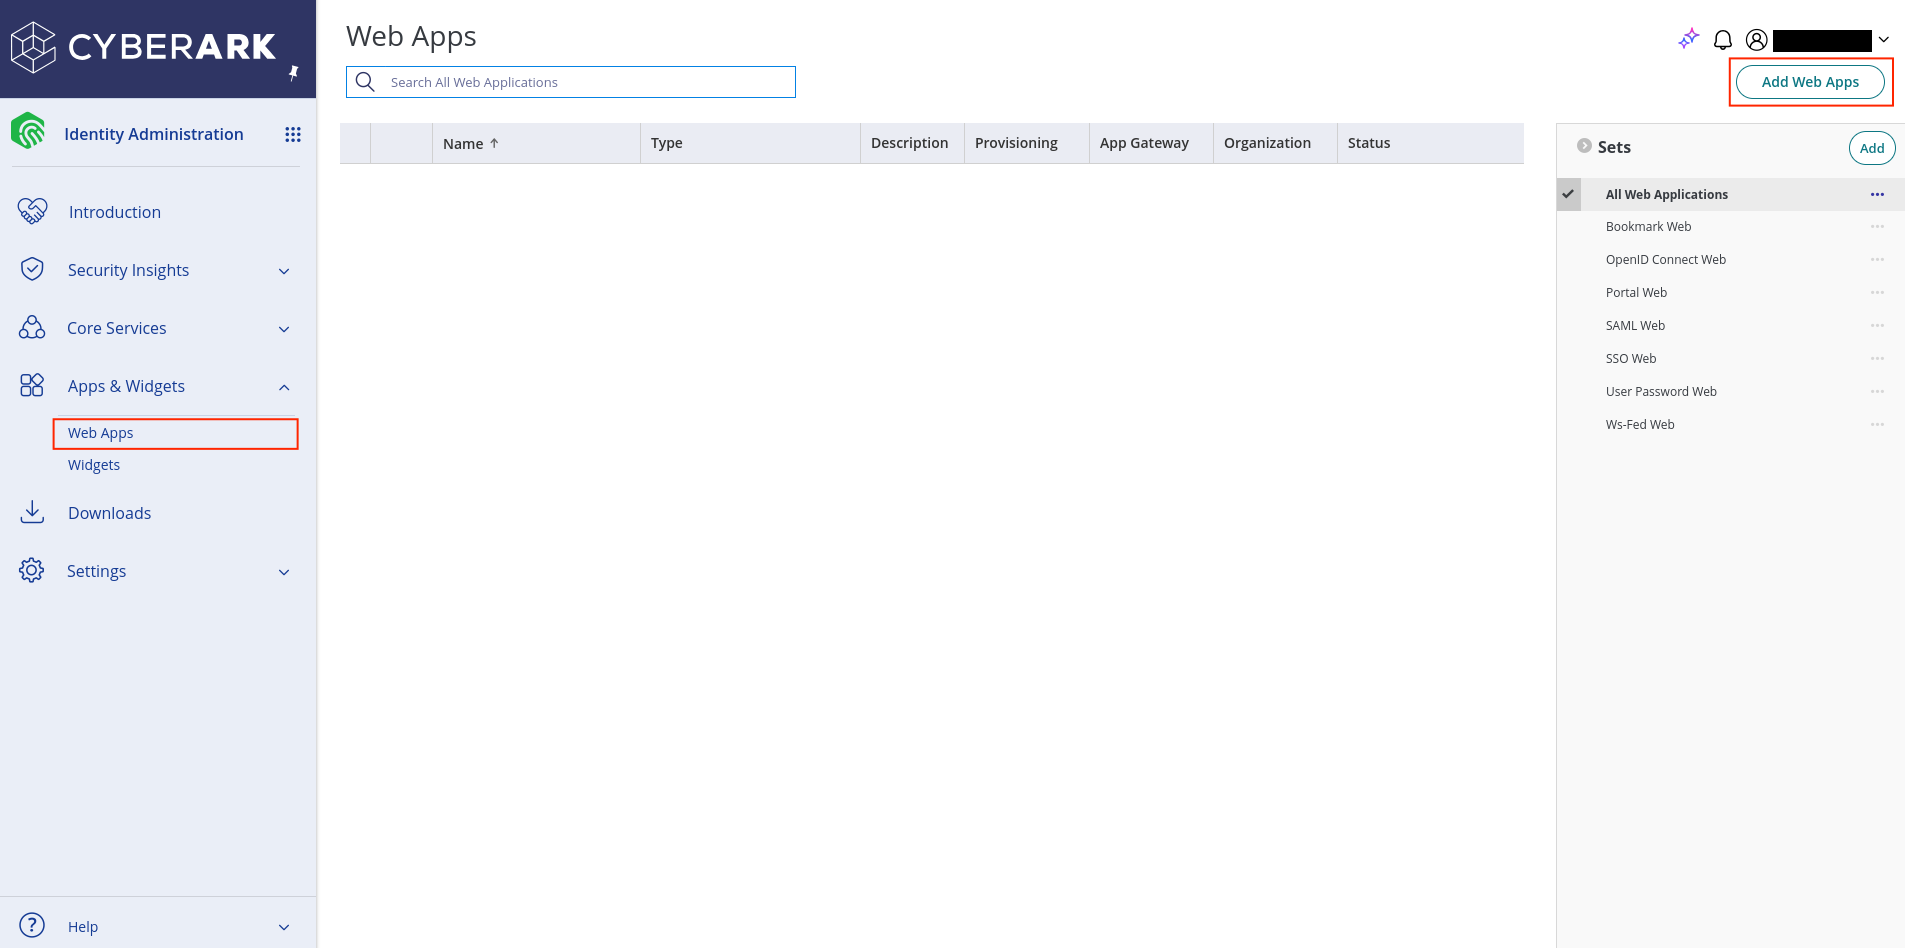 CYBERARK
Identity Administration
Introduction
Security Insights
Core Services
Apps & Widgets
Web Apps
Widgets
Downloads
Settings
Help
Web Apps
Search All Web Applications
Add Web Apps
Name Type Description Provisioning App Gateway Organization Status
Sets
Add
All Web Applications
Bookmark Web
OpenID Connect Web
Portal Web
SAML Web
SSO Web
User Password Web
Ws-Fed Web